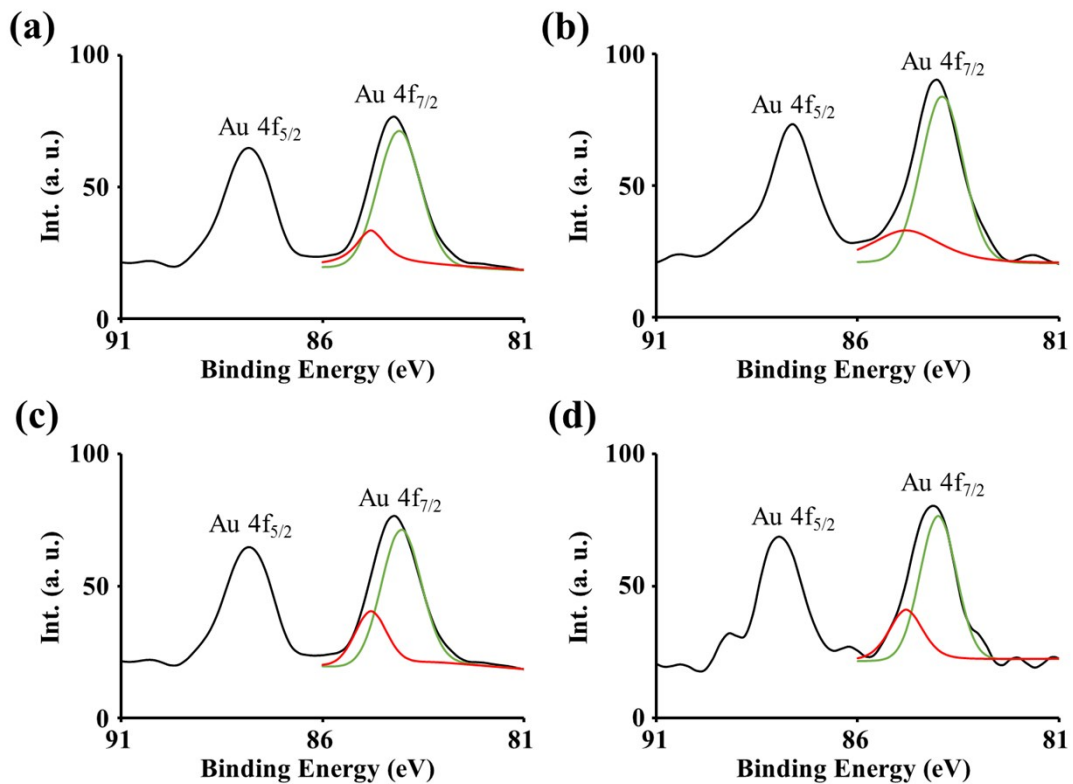 (a)
100
50
0
Int. (a. u.)
Au 4f5/2
Au 4f7/2
91
86
81
Binding Energy (eV)
(b)
100
50
0
Int. (a. u.)
Au 4f5/2
Au 4f7/2
91
86
81
Binding Energy (eV)
(c)
100
50
0
Int. (a. u.)
Au 4f5/2
Au 4f7/2
91
86
81
Binding Energy (eV)
(d)
100
50
0
Int. (a. u.)
Au 4f5/2
Au 4f7/2
91
86
81
Binding Energy (eV)